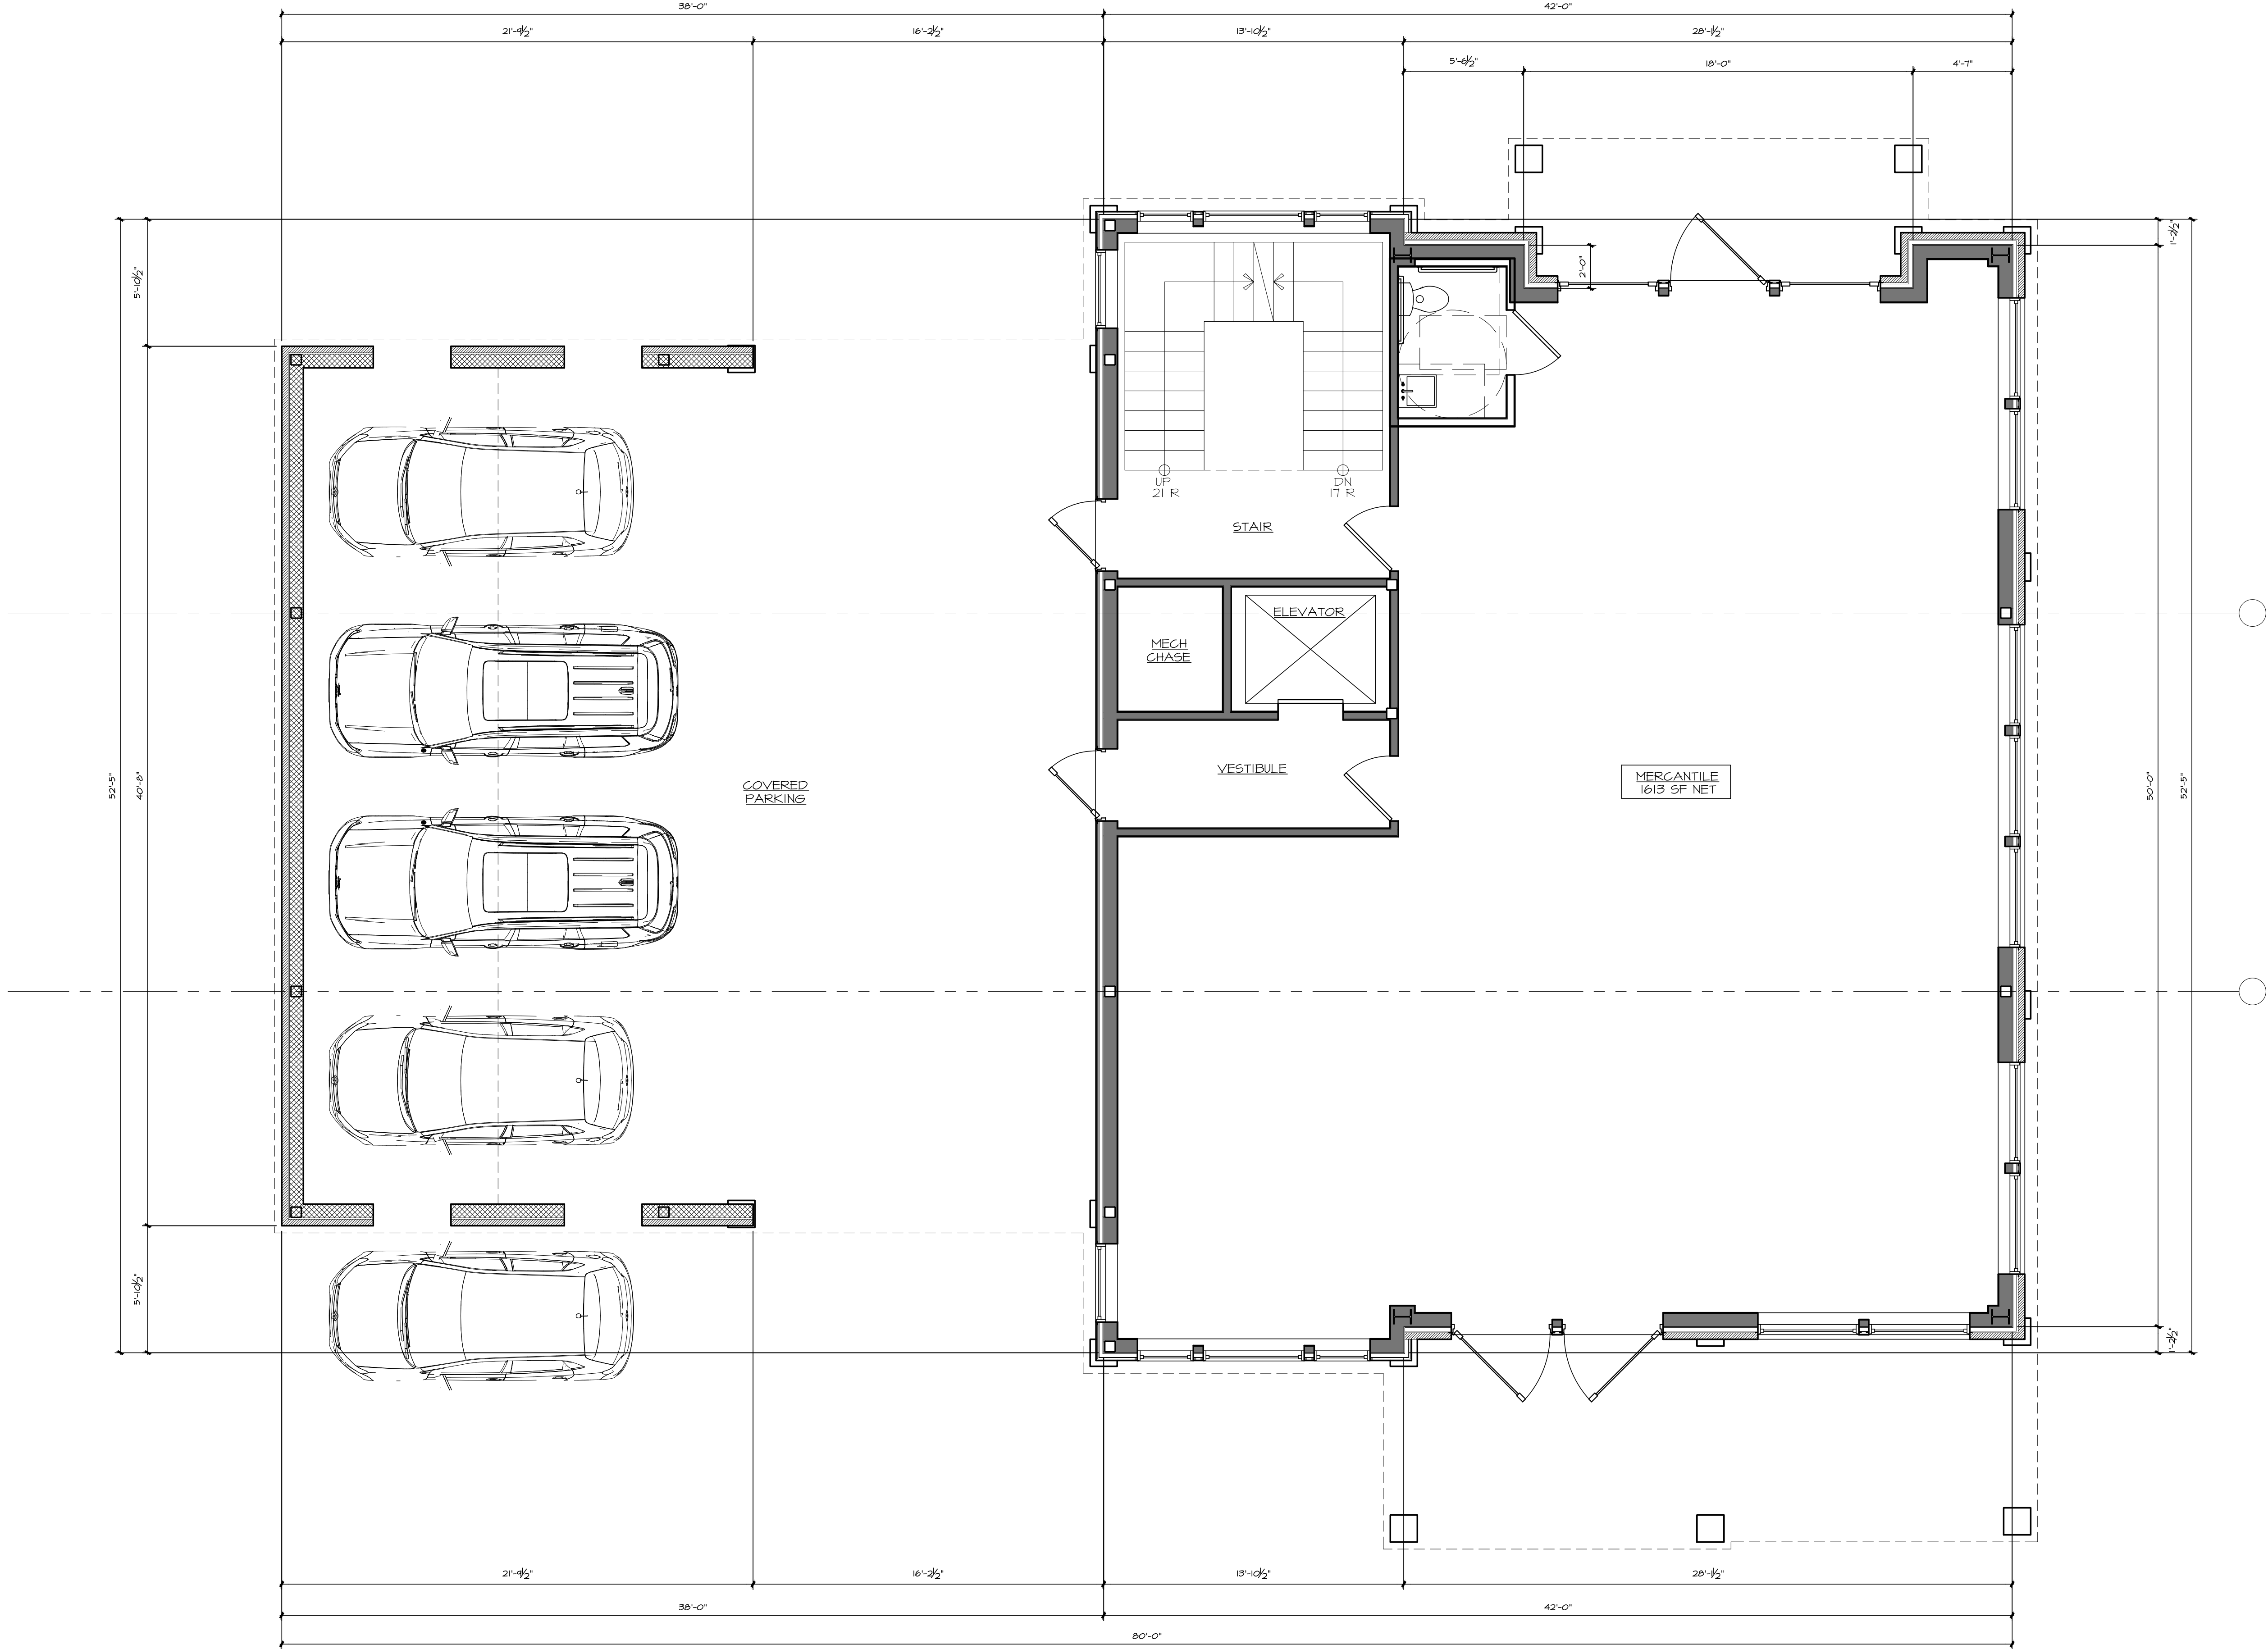 38'-0"
42'-0"
21'-9½"
16'-2½"
13'-10½"
28'-1½"
5'-6½"
18'-0"
4'-7"
1'-2½"
5'-10½"
2'-0"
UP
21 R
DN
17 R
STAIR
ELEVATOR
MECH
CHASE
VESTIBULE
COVERED
PARKING
MERCANTILE
1613 SF NET
52'-5"
40'-8"
50'-0"
52'-5"
5'-10½"
1'-2½"
21'-9½"
16'-2½"
13'-10½"
28'-1½"
38'-0"
42'-0"
80'-0"